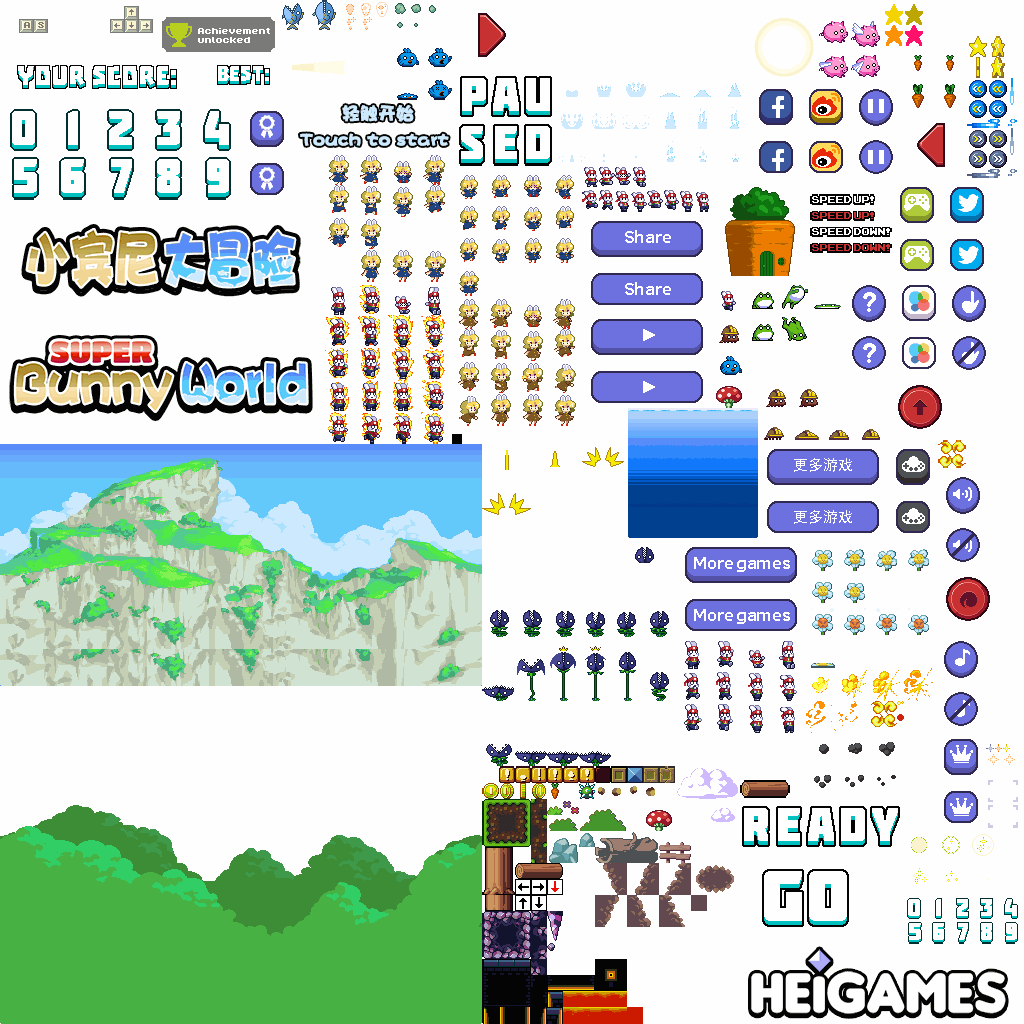 A S
Achievement
unlocked
YOUR SCORE:
BEST:
0 1 2 3 4
5 6 7 8 9
轻触开始
Touch to start
PAU
SED
小宾尼大冒险
SUPER
Bunny World
Share
Share
SPEED UP!
SPEED UP!
SPEED DOWN!
SPEED DOWN!
更多游戏
更多游戏
More games
More games
READY
GO
0 1 2 3 4
5 6 7 8 9
HEIGAMES